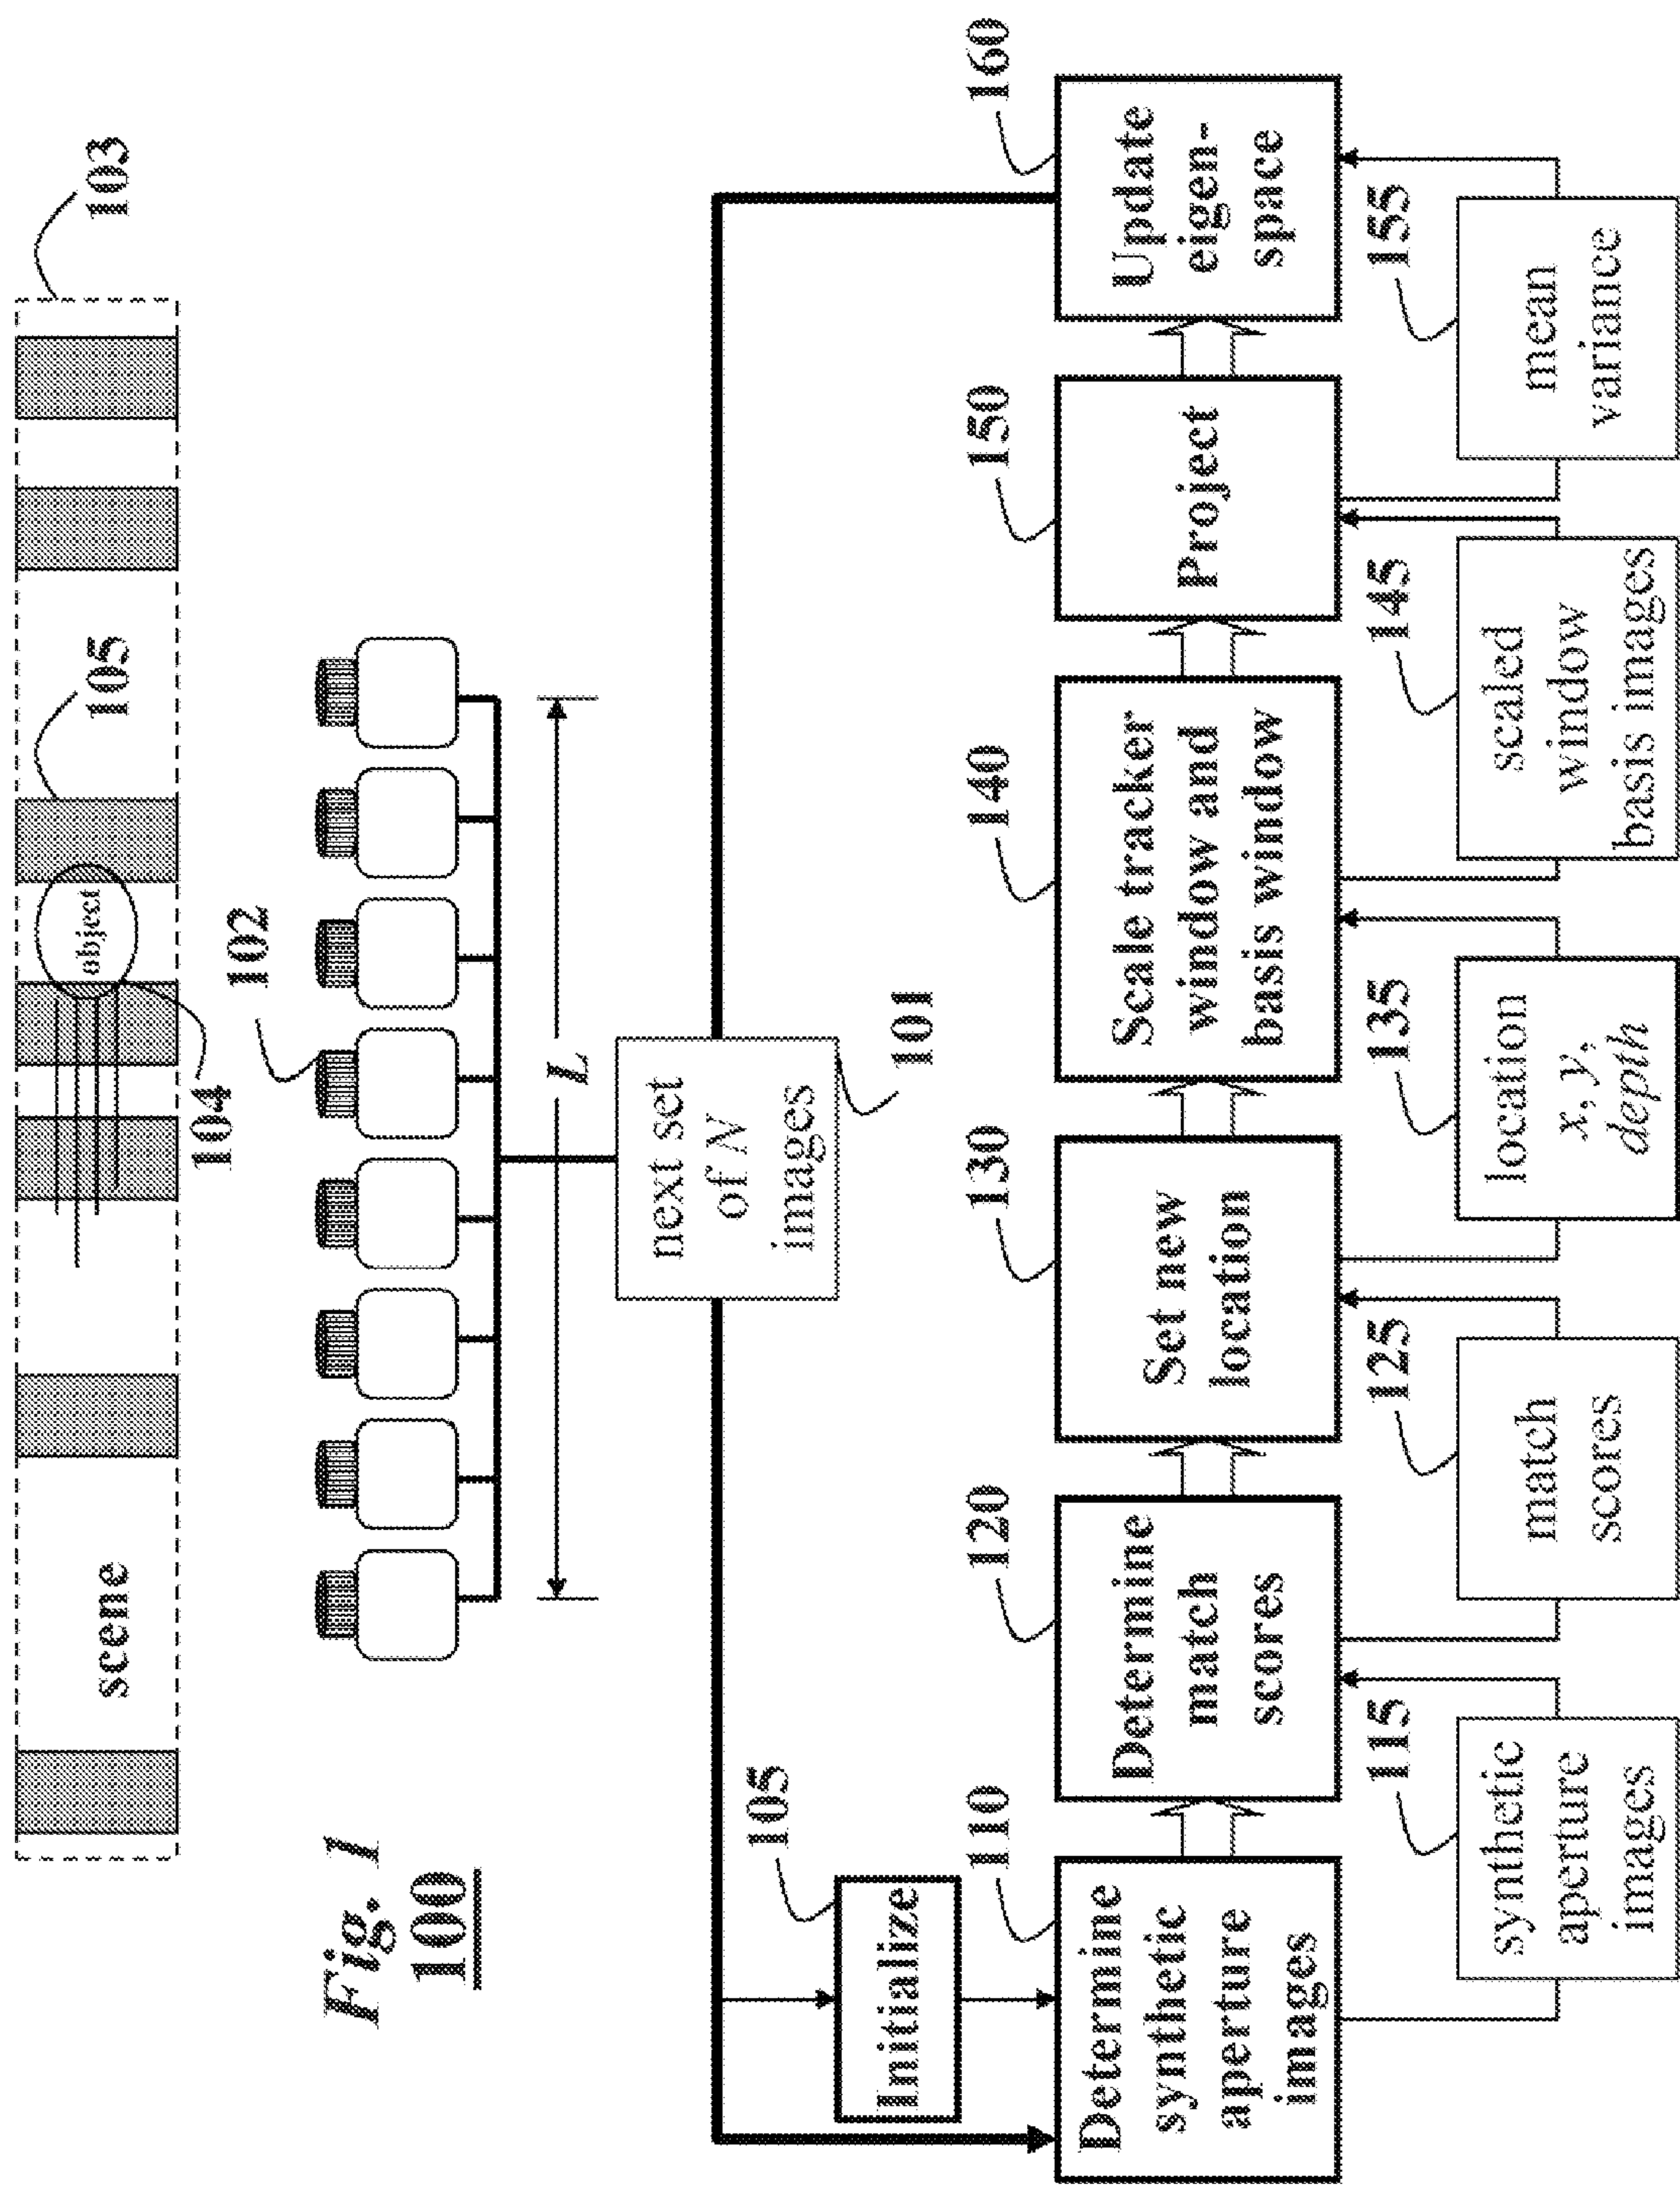 103
105
object
scene
104
102
L
Fig. 1
100
next set
of N
images
101
105
Initialize
110
Determine
synthetic
aperture
images
120
Determine
match
scores
130
Set new
location
140
Scale tracker
window and
basis window
150
Project
160
Update
eigen-
space
115
synthetic
aperture
images
125
match
scores
135
location
x, y,
depth
145
scaled
window
basis images
155
mean
variance